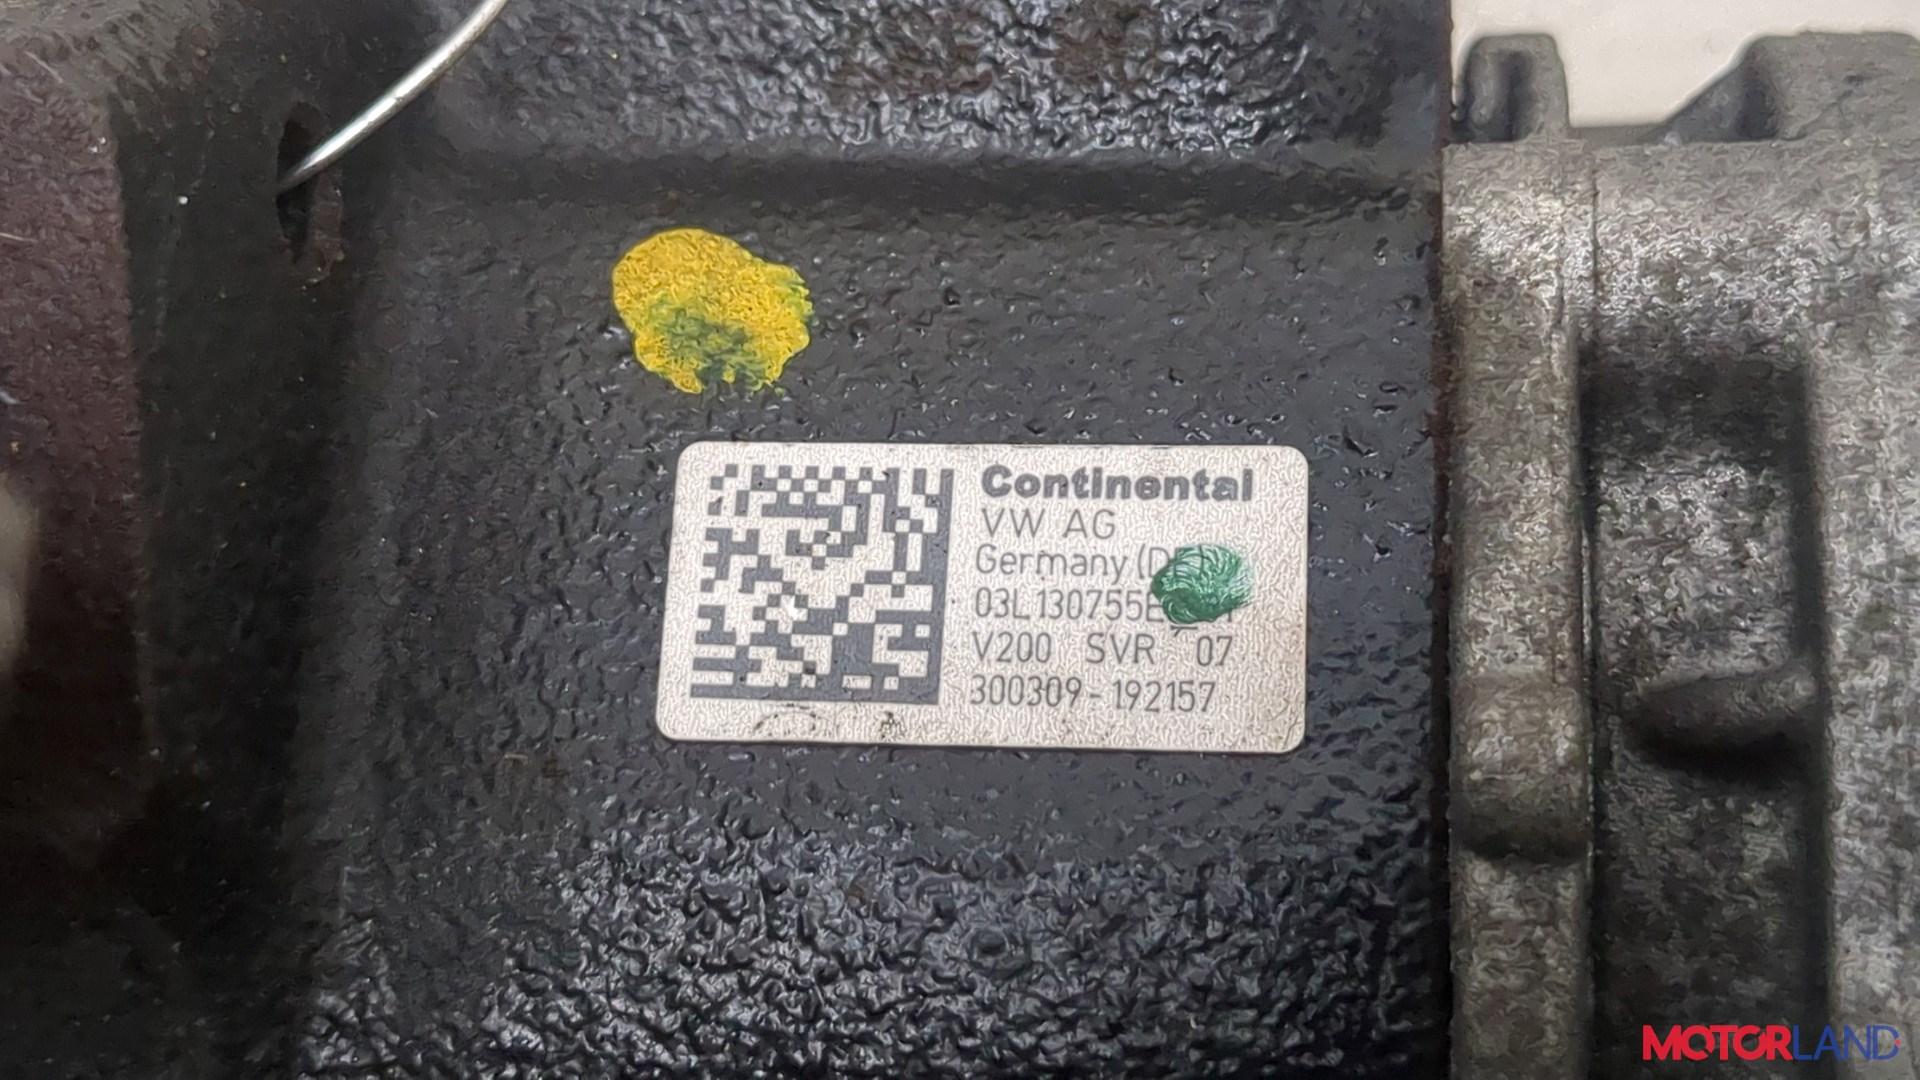 Continental
VW AG
Germany
03L130755E
V200 SVR 07
300309-192157
MOTORLAND